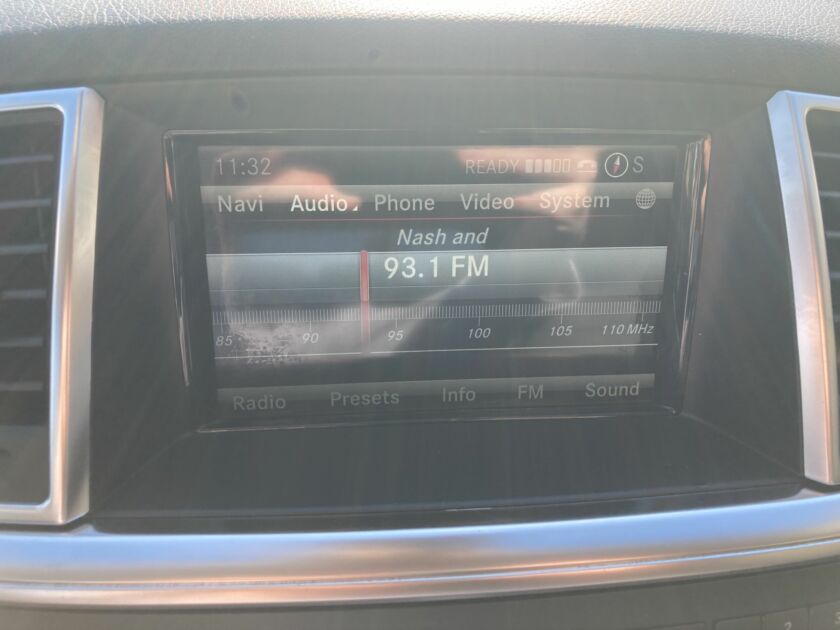 11:32 READY S
Navi Audio Phone Video System
Nash and
93.1 FM
85 90 95 100 105 110 MHz
Radio Presets Info FM Sound
2